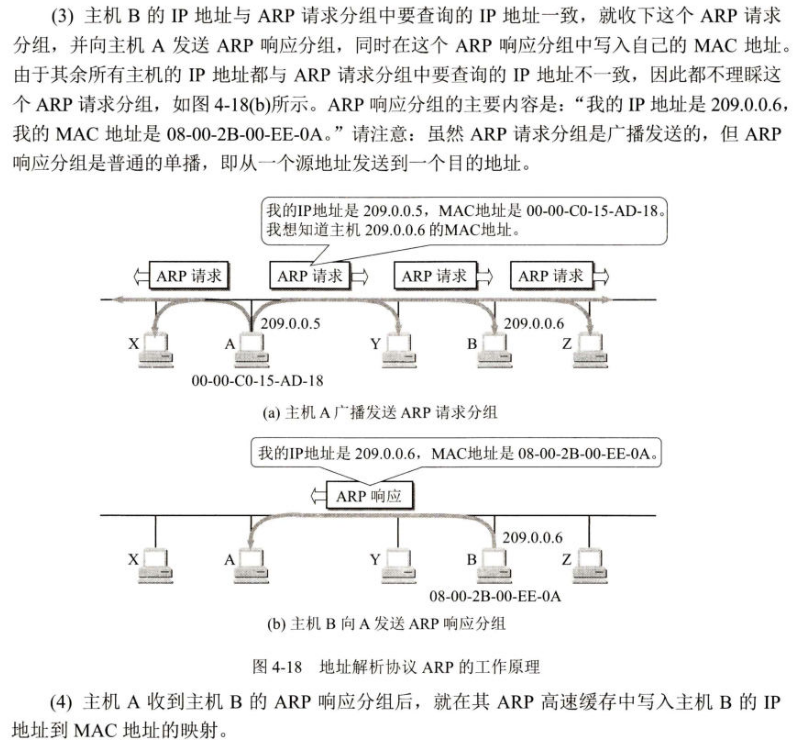 (3) 主机 B 的 IP 地址与 ARP 请求分组中要查询的 IP 地址一致，就收下这个 ARP 请求
分组，并向主机 A 发送 ARP 响应分组，同时在这个 ARP 响应分组中写入自己的 MAC 地址。
由于其余所有主机的 IP 地址都与 ARP 请求分组中要查询的 IP 地址不一致，因此都不理睬这
个 ARP 请求分组，如图 4-18(b)所示。ARP 响应分组的主要内容是：“我的 IP 地址是 209.0.0.6，
我的 MAC 地址是 08-00-2B-00-EE-0A。”请注意：虽然 ARP 请求分组是广播发送的，但 ARP
响应分组是普通的单播，即从一个源地址发送到一个目的地址。
我的IP地址是 209.0.0.5，MAC地址是 00-00-C0-15-AD-18。
我想知道主机 209.0.0.6 的MAC地址。
ARP 请求 ARP 请求 ARP 请求 ARP 请求
209.0.0.5 209.0.0.6
X A Y B Z
00-00-C0-15-AD-18
(a) 主机 A 广播发送 ARP 请求分组
我的IP地址是 209.0.0.6，MAC地址是 08-00-2B-00-EE-0A。
ARP 响应
209.0.0.6
X A Y B Z
08-00-2B-00-EE-0A
(b) 主机 B 向 A 发送 ARP 响应分组
图 4-18 地址解析协议 ARP 的工作原理
(4) 主机 A 收到主机 B 的 ARP 响应分组后，就在其 ARP 高速缓存中写入主机 B 的 IP
地址到 MAC 地址的映射。